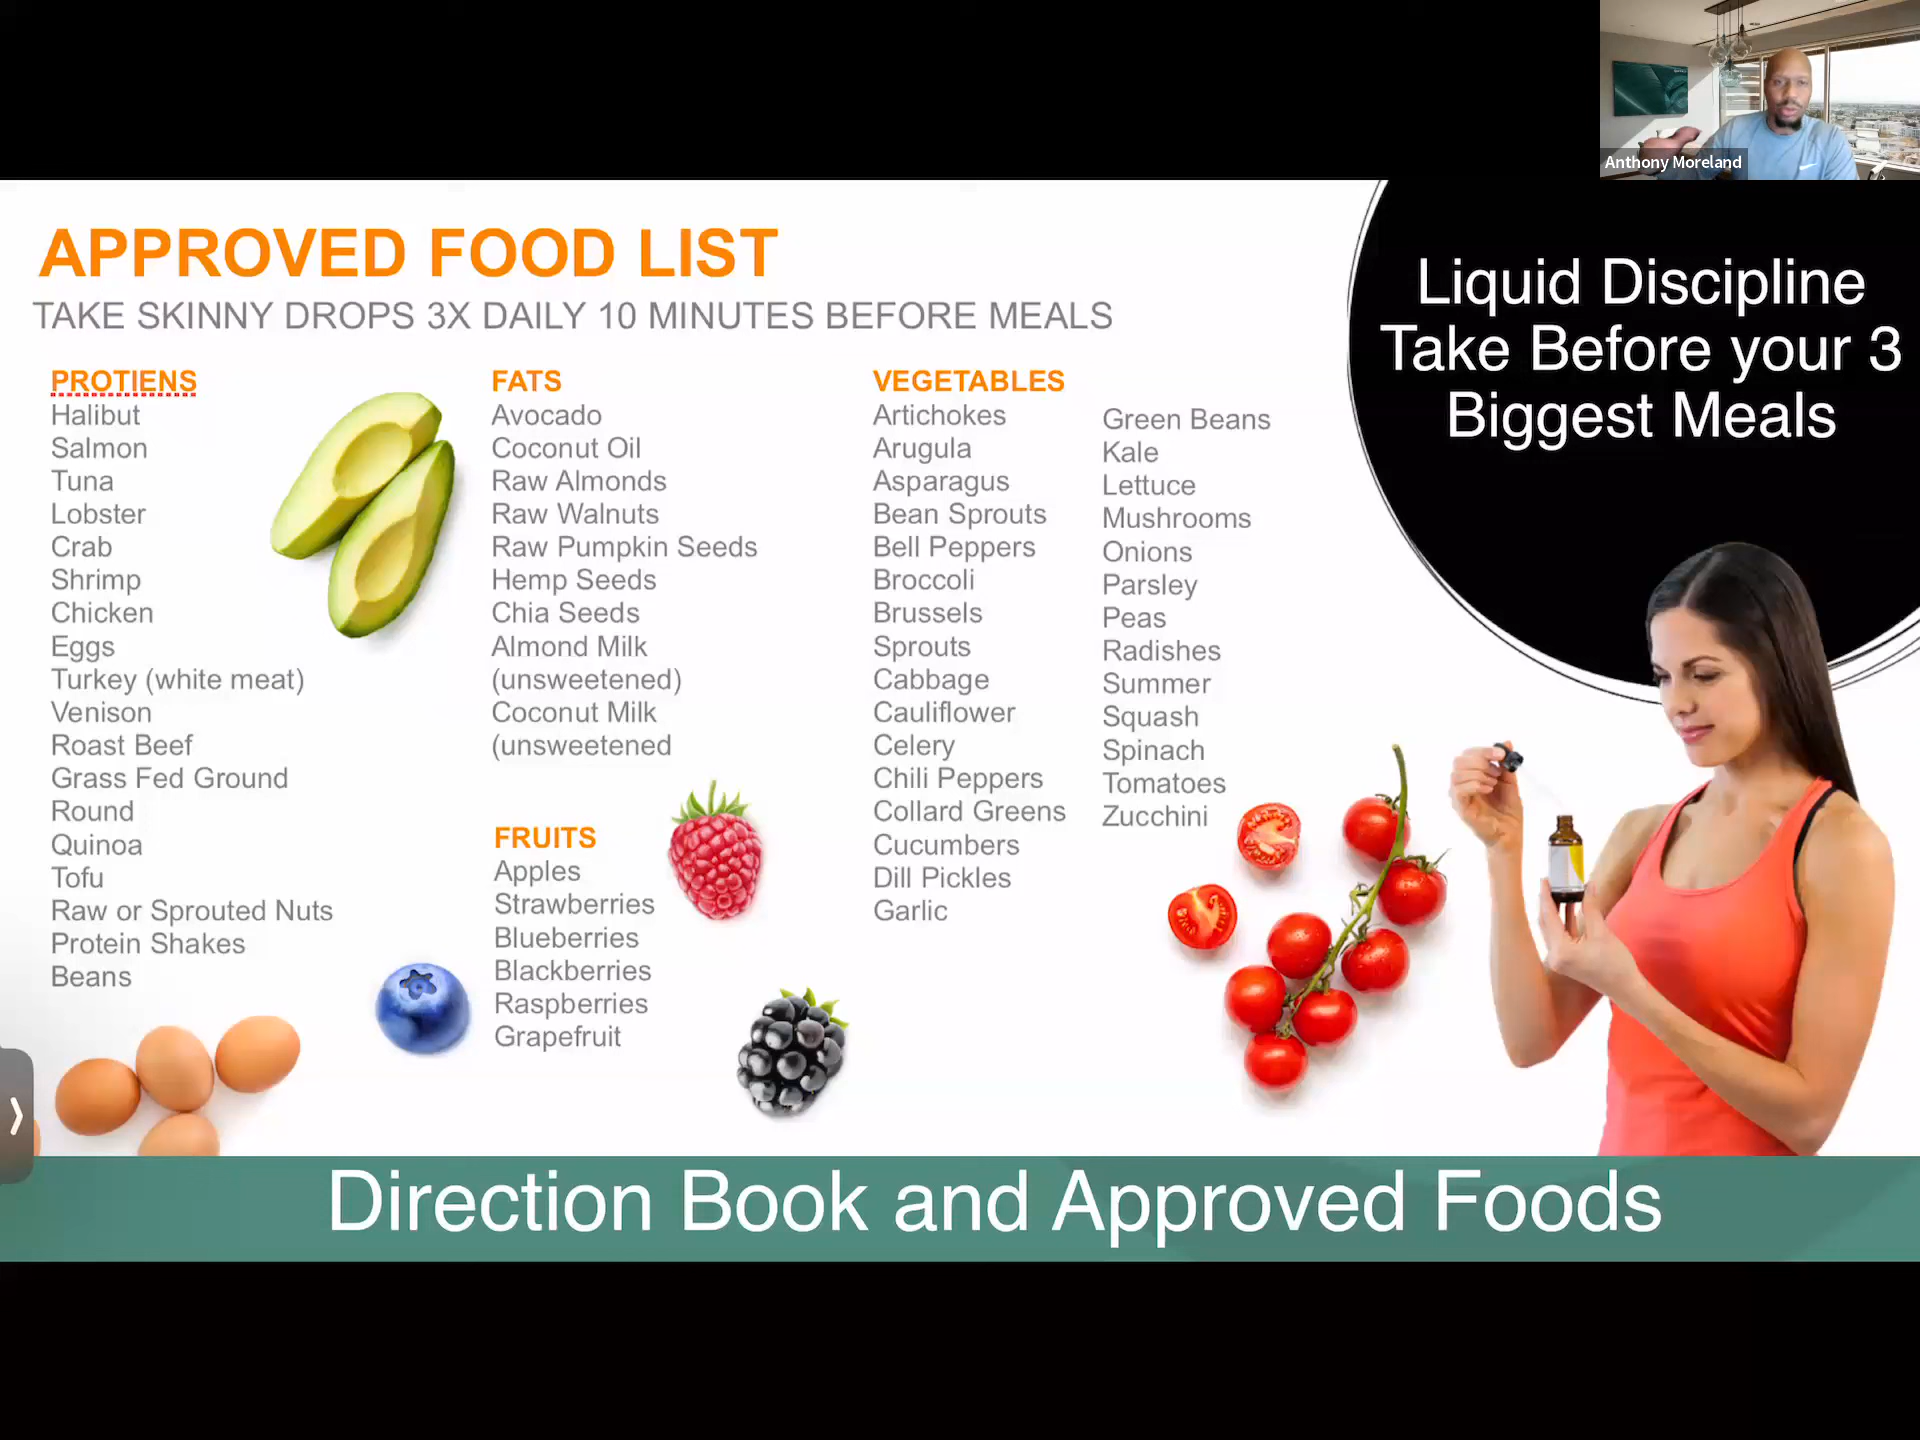 Anthony Moreland
APPROVED FOOD LIST
TAKE SKINNY DROPS 3X DAILY 10 MINUTES BEFORE MEALS
PROTIENS
Halibut
Salmon
Tuna
Lobster
Crab
Shrimp
Chicken
Eggs
Turkey (white meat)
Venison
Roast Beef
Grass Fed Ground
Round
Quinoa
Tofu
Raw or Sprouted Nuts
Protein Shakes
Beans
FATS
Avocado
Coconut Oil
Raw Almonds
Raw Walnuts
Raw Pumpkin Seeds
Hemp Seeds
Chia Seeds
Almond Milk
(unsweetened)
Coconut Milk
(unsweetened
FRUITS
Apples
Strawberries
Blueberries
Blackberries
Raspberries
Grapefruit
VEGETABLES
Artichokes
Arugula
Asparagus
Bean Sprouts
Bell Peppers
Broccoli
Brussels
Sprouts
Cabbage
Cauliflower
Celery
Chili Peppers
Collard Greens
Cucumbers
Dill Pickles
Garlic
Green Beans
Kale
Lettuce
Mushrooms
Onions
Parsley
Peas
Radishes
Summer
Squash
Spinach
Tomatoes
Zucchini
Liquid Discipline
Take Before your 3
Biggest Meals
Direction Book and Approved Foods